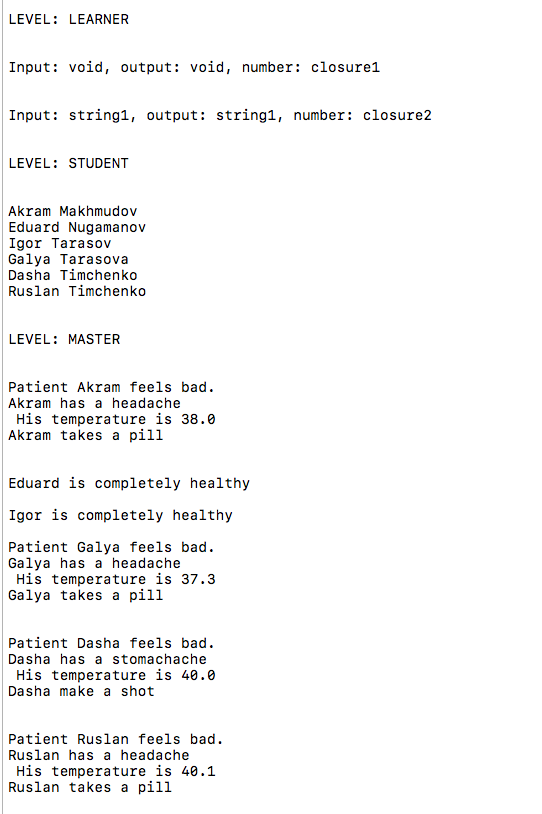 LEVEL: LEARNER
Input: void, output: void, number: closure1
Input: string1, output: string1, number: closure2
LEVEL: STUDENT
Akram Makhmudov
Eduard Nugamanov
Igor Tarasov
Galya Tarasova
Dasha Timchenko
Ruslan Timchenko
LEVEL: MASTER
Patient Akram feels bad.
Akram has a headache
 His temperature is 38.0
Akram takes a pill
Eduard is completely healthy
Igor is completely healthy
Patient Galya feels bad.
Galya has a headache
 His temperature is 37.3
Galya takes a pill
Patient Dasha feels bad.
Dasha has a stomachache
 His temperature is 40.0
Dasha make a shot
Patient Ruslan feels bad.
Ruslan has a headache
 His temperature is 40.1
Ruslan takes a pill